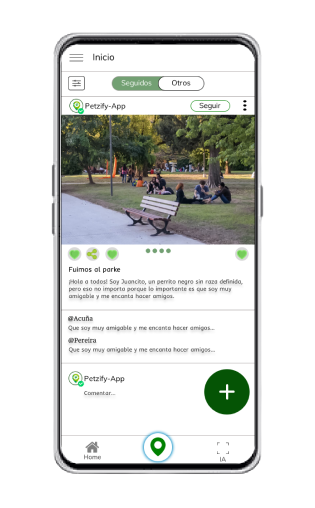 Inicio
Seguidos Otros
Petzify-App Seguir
Fuimos al parke
¡Hola a todos! Soy Juancito, un perrito negro sin raza definida,
pero eso no importa porque lo importante es que soy muy
amigable y me encanta hacer amigos.
@Acuña
Que soy muy amigable y me encanta hacer amigos...
@Pereira
Que soy muy amigable y me encanta hacer amigos...
Petzify-App
Comentar...
Home
IA